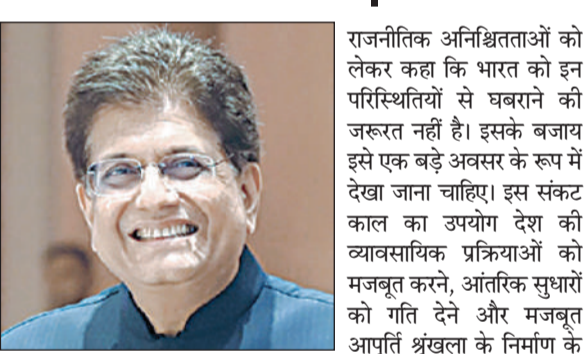 राजनीतिक अनिश्चितताओं को
लेकर कहा कि भारत को इन
परिस्थितियों से घबराने की
जरूरत नहीं है। इसके बजाय
इसे एक बड़े अवसर के रूप में
देखा जाना चाहिए। इस संकट
काल का उपयोग देश की
व्यावसायिक प्रक्रियाओं को
मजबूत करने, आंतरिक सुधारों
को गति देने और मजबूत
आपूर्ति श्रंखला के निर्माण के